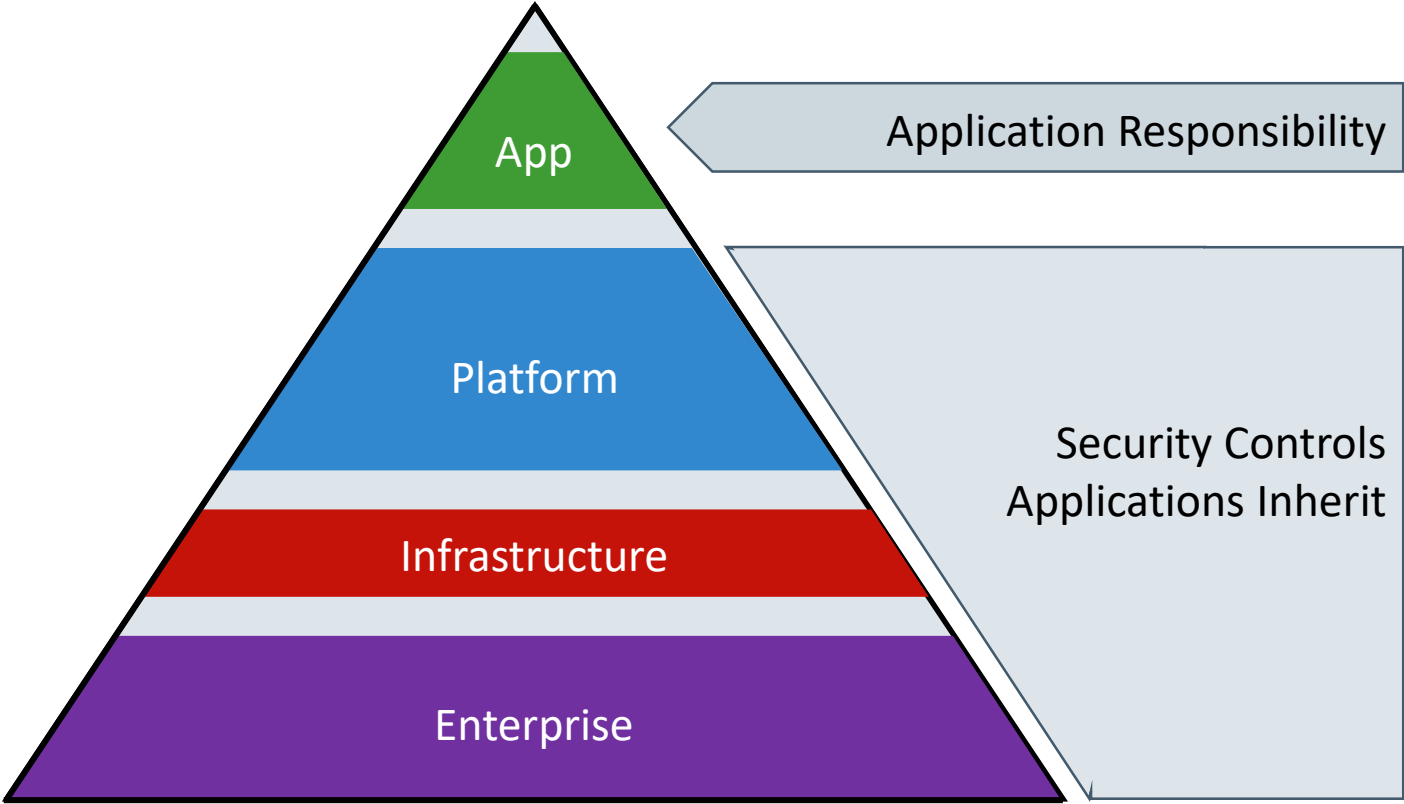 App
Application Responsibility
Platform
Security Controls
Applications Inherit
Infrastructure
Enterprise